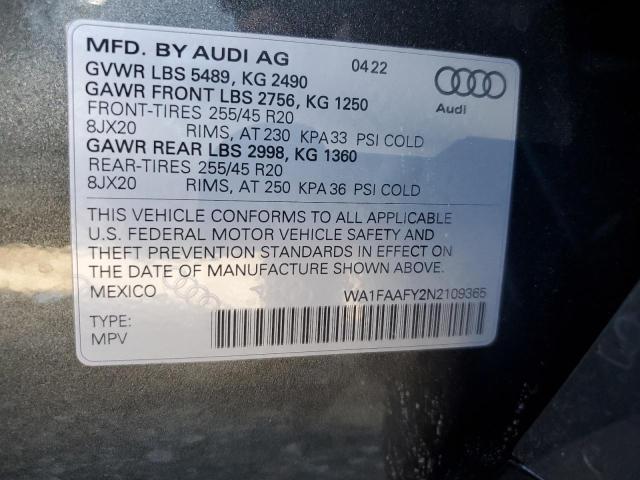 MFD. BY AUDI AG 04 22
GVWR LBS 5489, KG 2490
GAWR FRONT LBS 2756, KG 1250
Audi
FRONT-TIRES 255/45 R20
8JX20 RIMS, AT 230 KPA 33 PSI COLD
GAWR REAR LBS 2998, KG 1360
REAR-TIRES 255/45 R20
8JX20 RIMS, AT 250 KPA 36 PSI COLD
THIS VEHICLE CONFORMS TO ALL APPLICABLE
U.S. FEDERAL MOTOR VEHICLE SAFETY AND
THEFT PREVENTION STANDARDS IN EFFECT ON
THE DATE OF MANUFACTURE SHOWN ABOVE.
MEXICO WA1FAAFY2N2109365
TYPE:
MPV